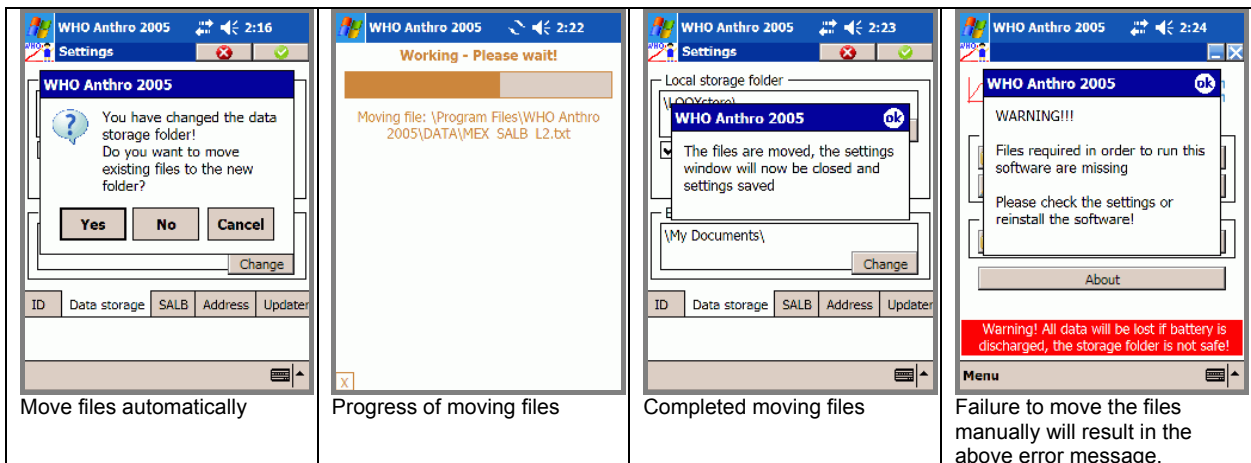 WHO Anthro 2005 2:16
WHO Settings
WHO Anthro 2005
You have changed the data
storage folder!
Do you want to move
existing files to the new
folder?
Yes No Cancel
Change
ID Data storage SALB Address Updater
Move files automatically
WHO Anthro 2005 2:22
Working - Please wait!
Moving file: \Program Files\WHO Anthro
2005\DATA\MEX SALB L2.txt
X
Progress of moving files
WHO Anthro 2005 2:23
WHO Settings
Local storage folder
WHO Anthro 2005 ok
The files are moved, the settings
window will now be closed and
settings saved
\My Documents\
Change
ID Data storage SALB Address Updater
Completed moving files
WHO Anthro 2005 2:24
WHO
WHO Anthro 2005 ok
WARNING!!!
Files required in order to run this
software are missing
Please check the settings or
reinstall the software!
About
Warning! All data will be lost if battery is
discharged, the storage folder is not safe!
Menu
Failure to move the files
manually will result in the
above error message.